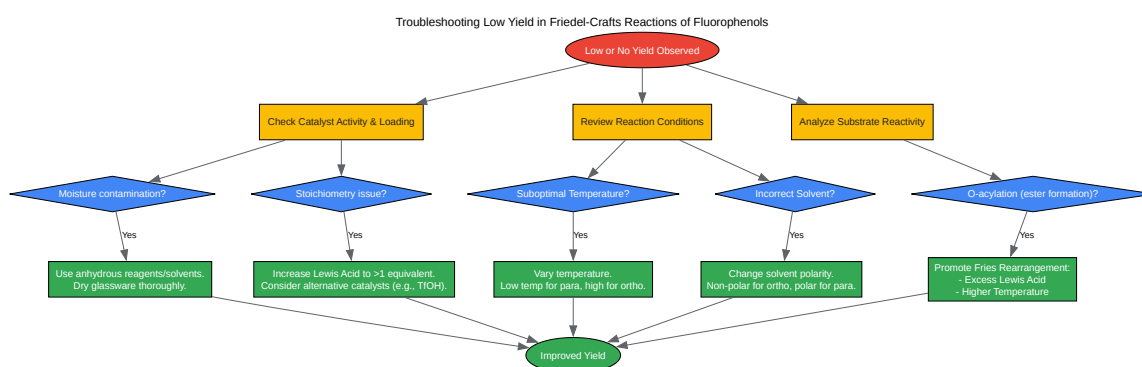 Troubleshooting Low Yield in Friedel-Crafts Reactions of Fluorophenols
Low or No Yield Observed
Check Catalyst Activity & Loading
Review Reaction Conditions
Analyze Substrate Reactivity
Moisture contamination?
Stoichiometry issue?
Suboptimal Temperature?
Incorrect Solvent?
O-acylation (ester formation)?
Yes
Yes
Yes
Yes
Yes
Use anhydrous reagents/solvents.
Dry glassware thoroughly.
Increase Lewis Acid to >1 equivalent.
Consider alternative catalysts (e.g., TfOH).
Vary temperature.
Low temp for para, high for ortho.
Change solvent polarity.
Non-polar for ortho, polar for para.
Promote Fries Rearrangement:
- Excess Lewis Acid
- Higher Temperature
Improved Yield